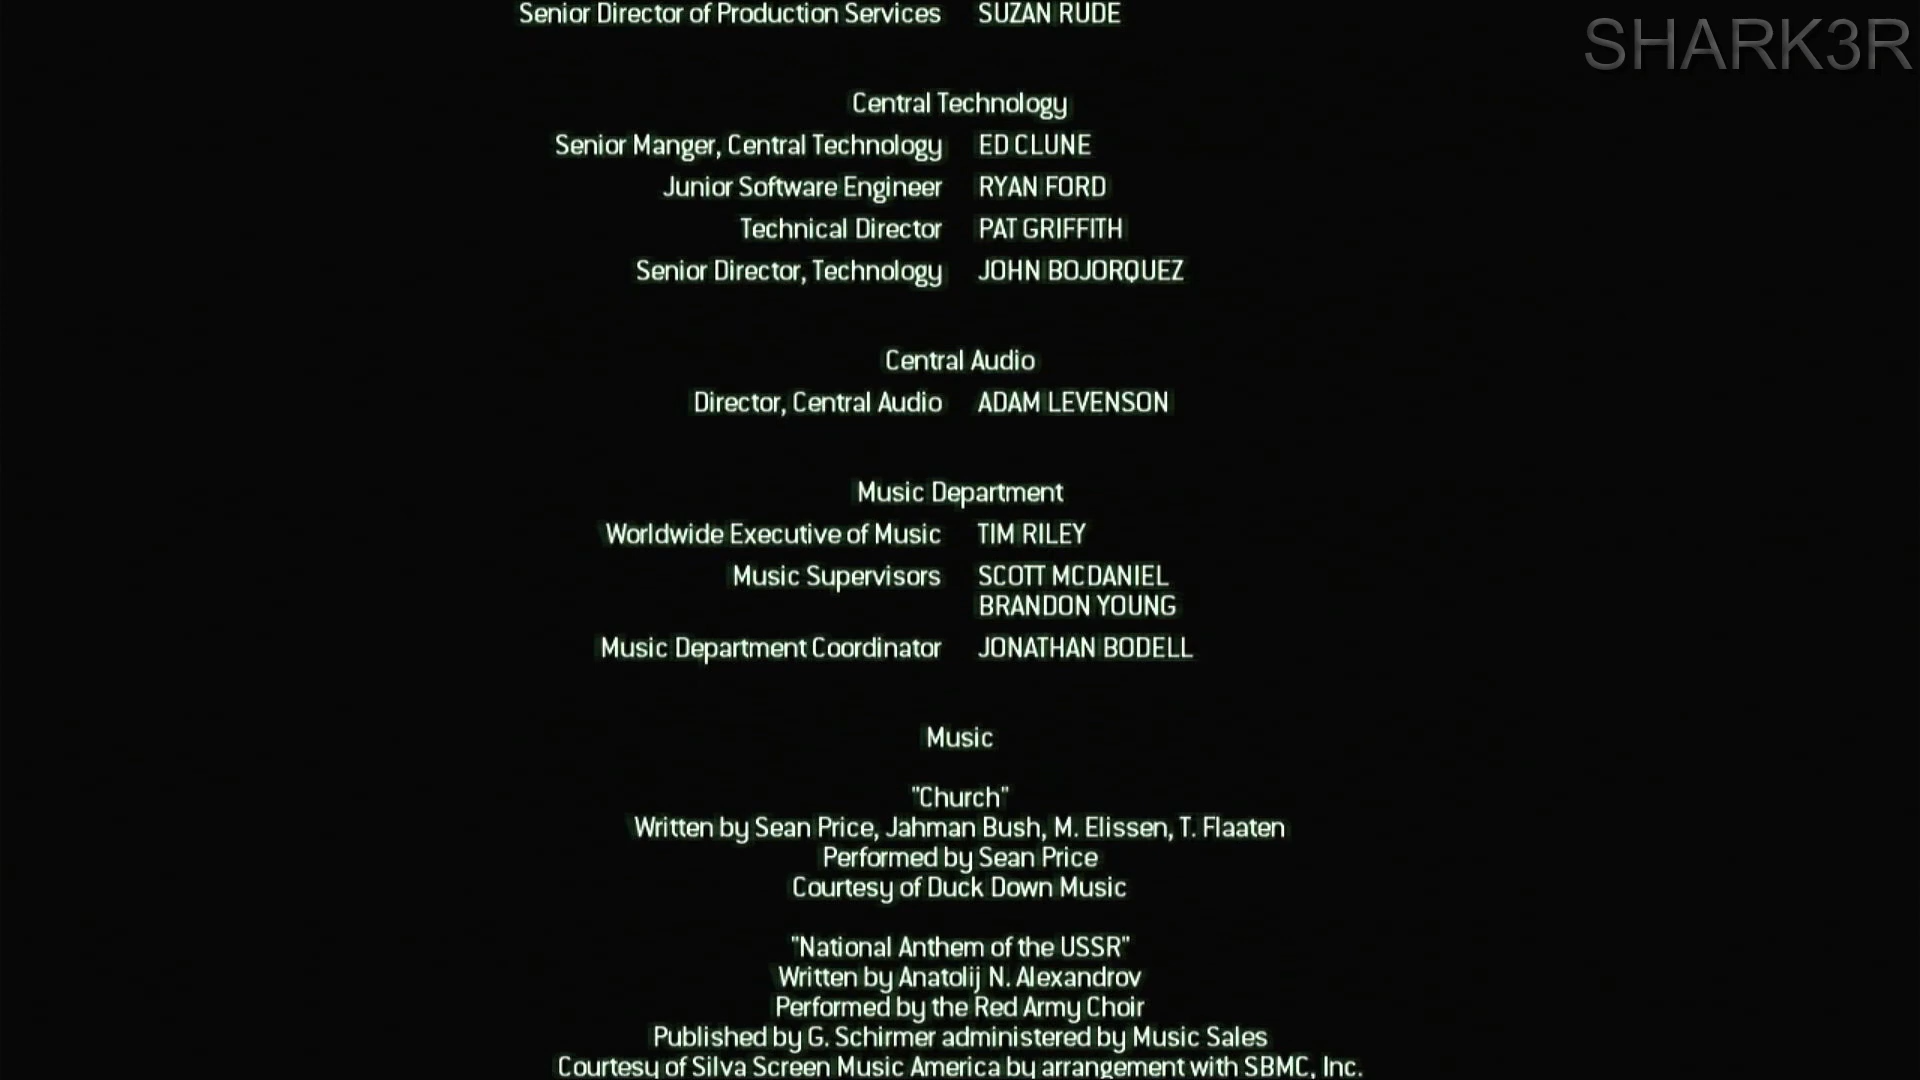 Senior Director of Production Services SUZAN RUDE
SHARK3R
Central Technology
Senior Manger, Central Technology ED CLUNE
Junior Software Engineer RYAN FORD
Technical Director PAT GRIFFITH
Senior Director, Technology JOHN BOJORQUEZ
Central Audio
Director, Central Audio ADAM LEVENSON
Music Department
Worldwide Executive of Music TIM RILEY
Music Supervisors SCOTT MCDANIEL
BRANDON YOUNG
Music Department Coordinator JONATHAN BODELL
Music
"Church"
Written by Sean Price, Jahman Bush, M. Elissen, T. Flaaten
Performed by Sean Price
Courtesy of Duck Down Music
"National Anthem of the USSR"
Written by Anatolij N. Alexandrov
Performed by the Red Army Choir
Published by G. Schirmer administered by Music Sales
Courtesy of Silva Screen Music America by arrangement with SBMC, Inc.